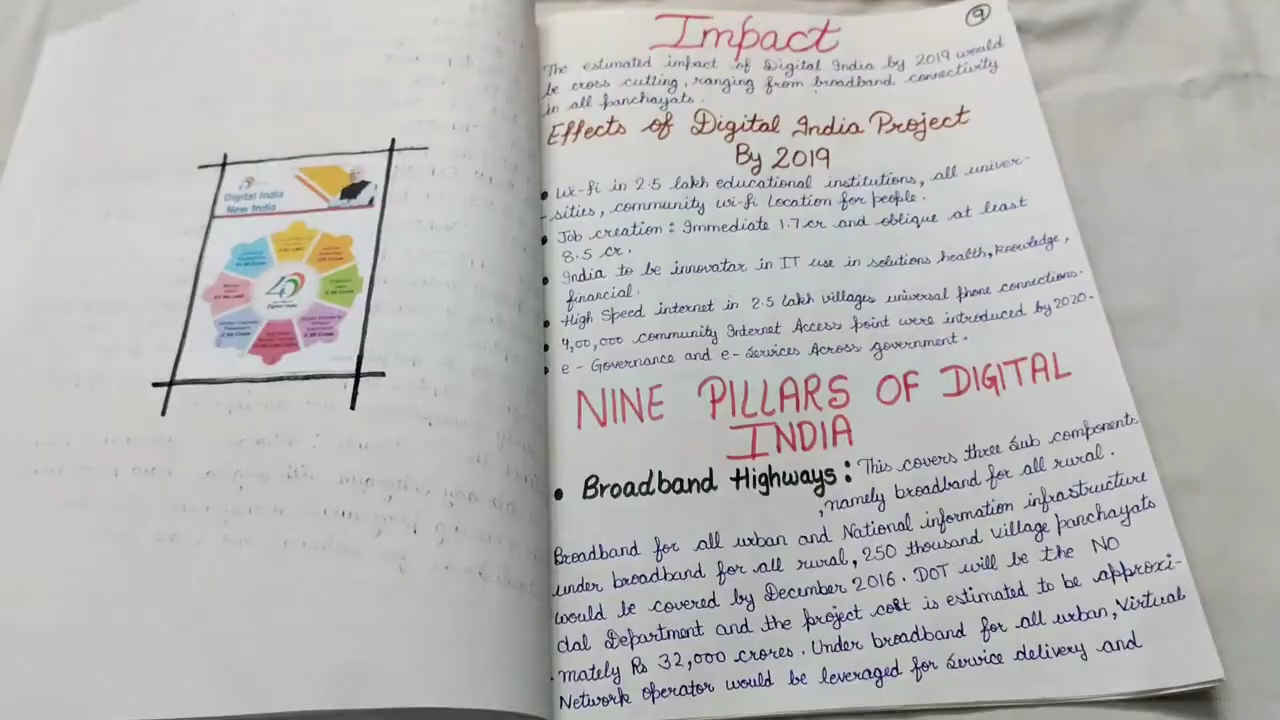 Digital India
New India
Digital India
9
Impact
The estimated impact of Digital India by 2019 would
be cross cutting, ranging from broadband connectivity
in all panchayats.
Effects of Digital India Project
By 2019
• Wi-fi in 2.5 lakh educational institutions, all univer-
-sities, community wi-fi Location for people.
• Job creation: Immediate 1.7 cr and oblique at least
8.5 cr.
• India to be innovatar in IT use in solutions health, knowledge,
financial.
• High Speed internet in 2.5 lakh villages universal phone connections.
• 4,00,000 community Internet Access point were introduced by 2020-
• e-Governance and e-Services Across government.
NINE PILLARS OF DIGITAL
INDIA
• Broadband Highways: This covers three sub components
, namely broadband for all rural.
Broadband for all urban and National information infrastructure
under broadband for all rural, 250 thousand village panchayats
would be covered by December 2016. DOT will be the NO
dal Department and the project cost is estimated to be approxi-
mately Rs 32,000 crores. Under broadband for all urban, Virtual
Network operator would be leveraged for service delivery and